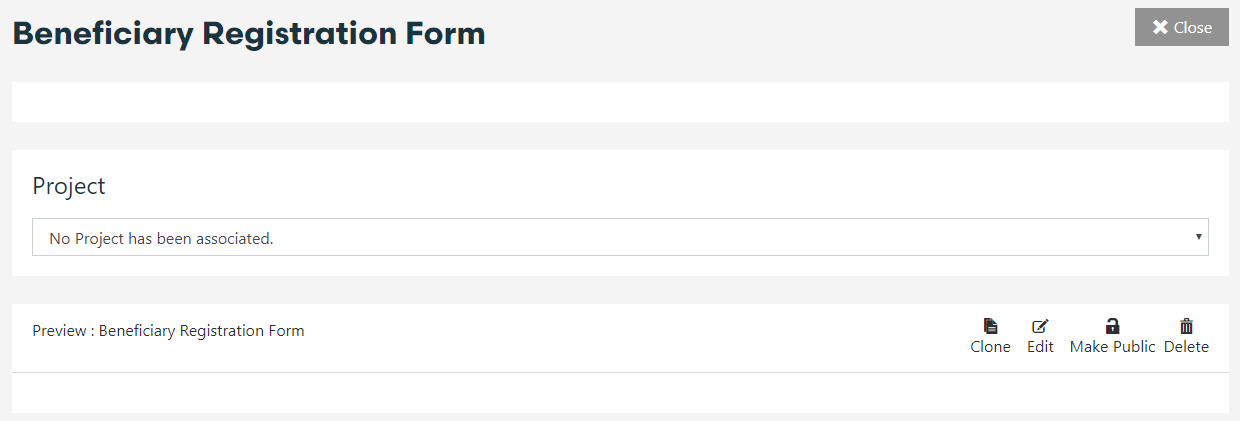 Beneficiary Registration Form
Close
Project
No Project has been associated.
Preview : Beneficiary Registration Form
Clone Edit Make Public Delete